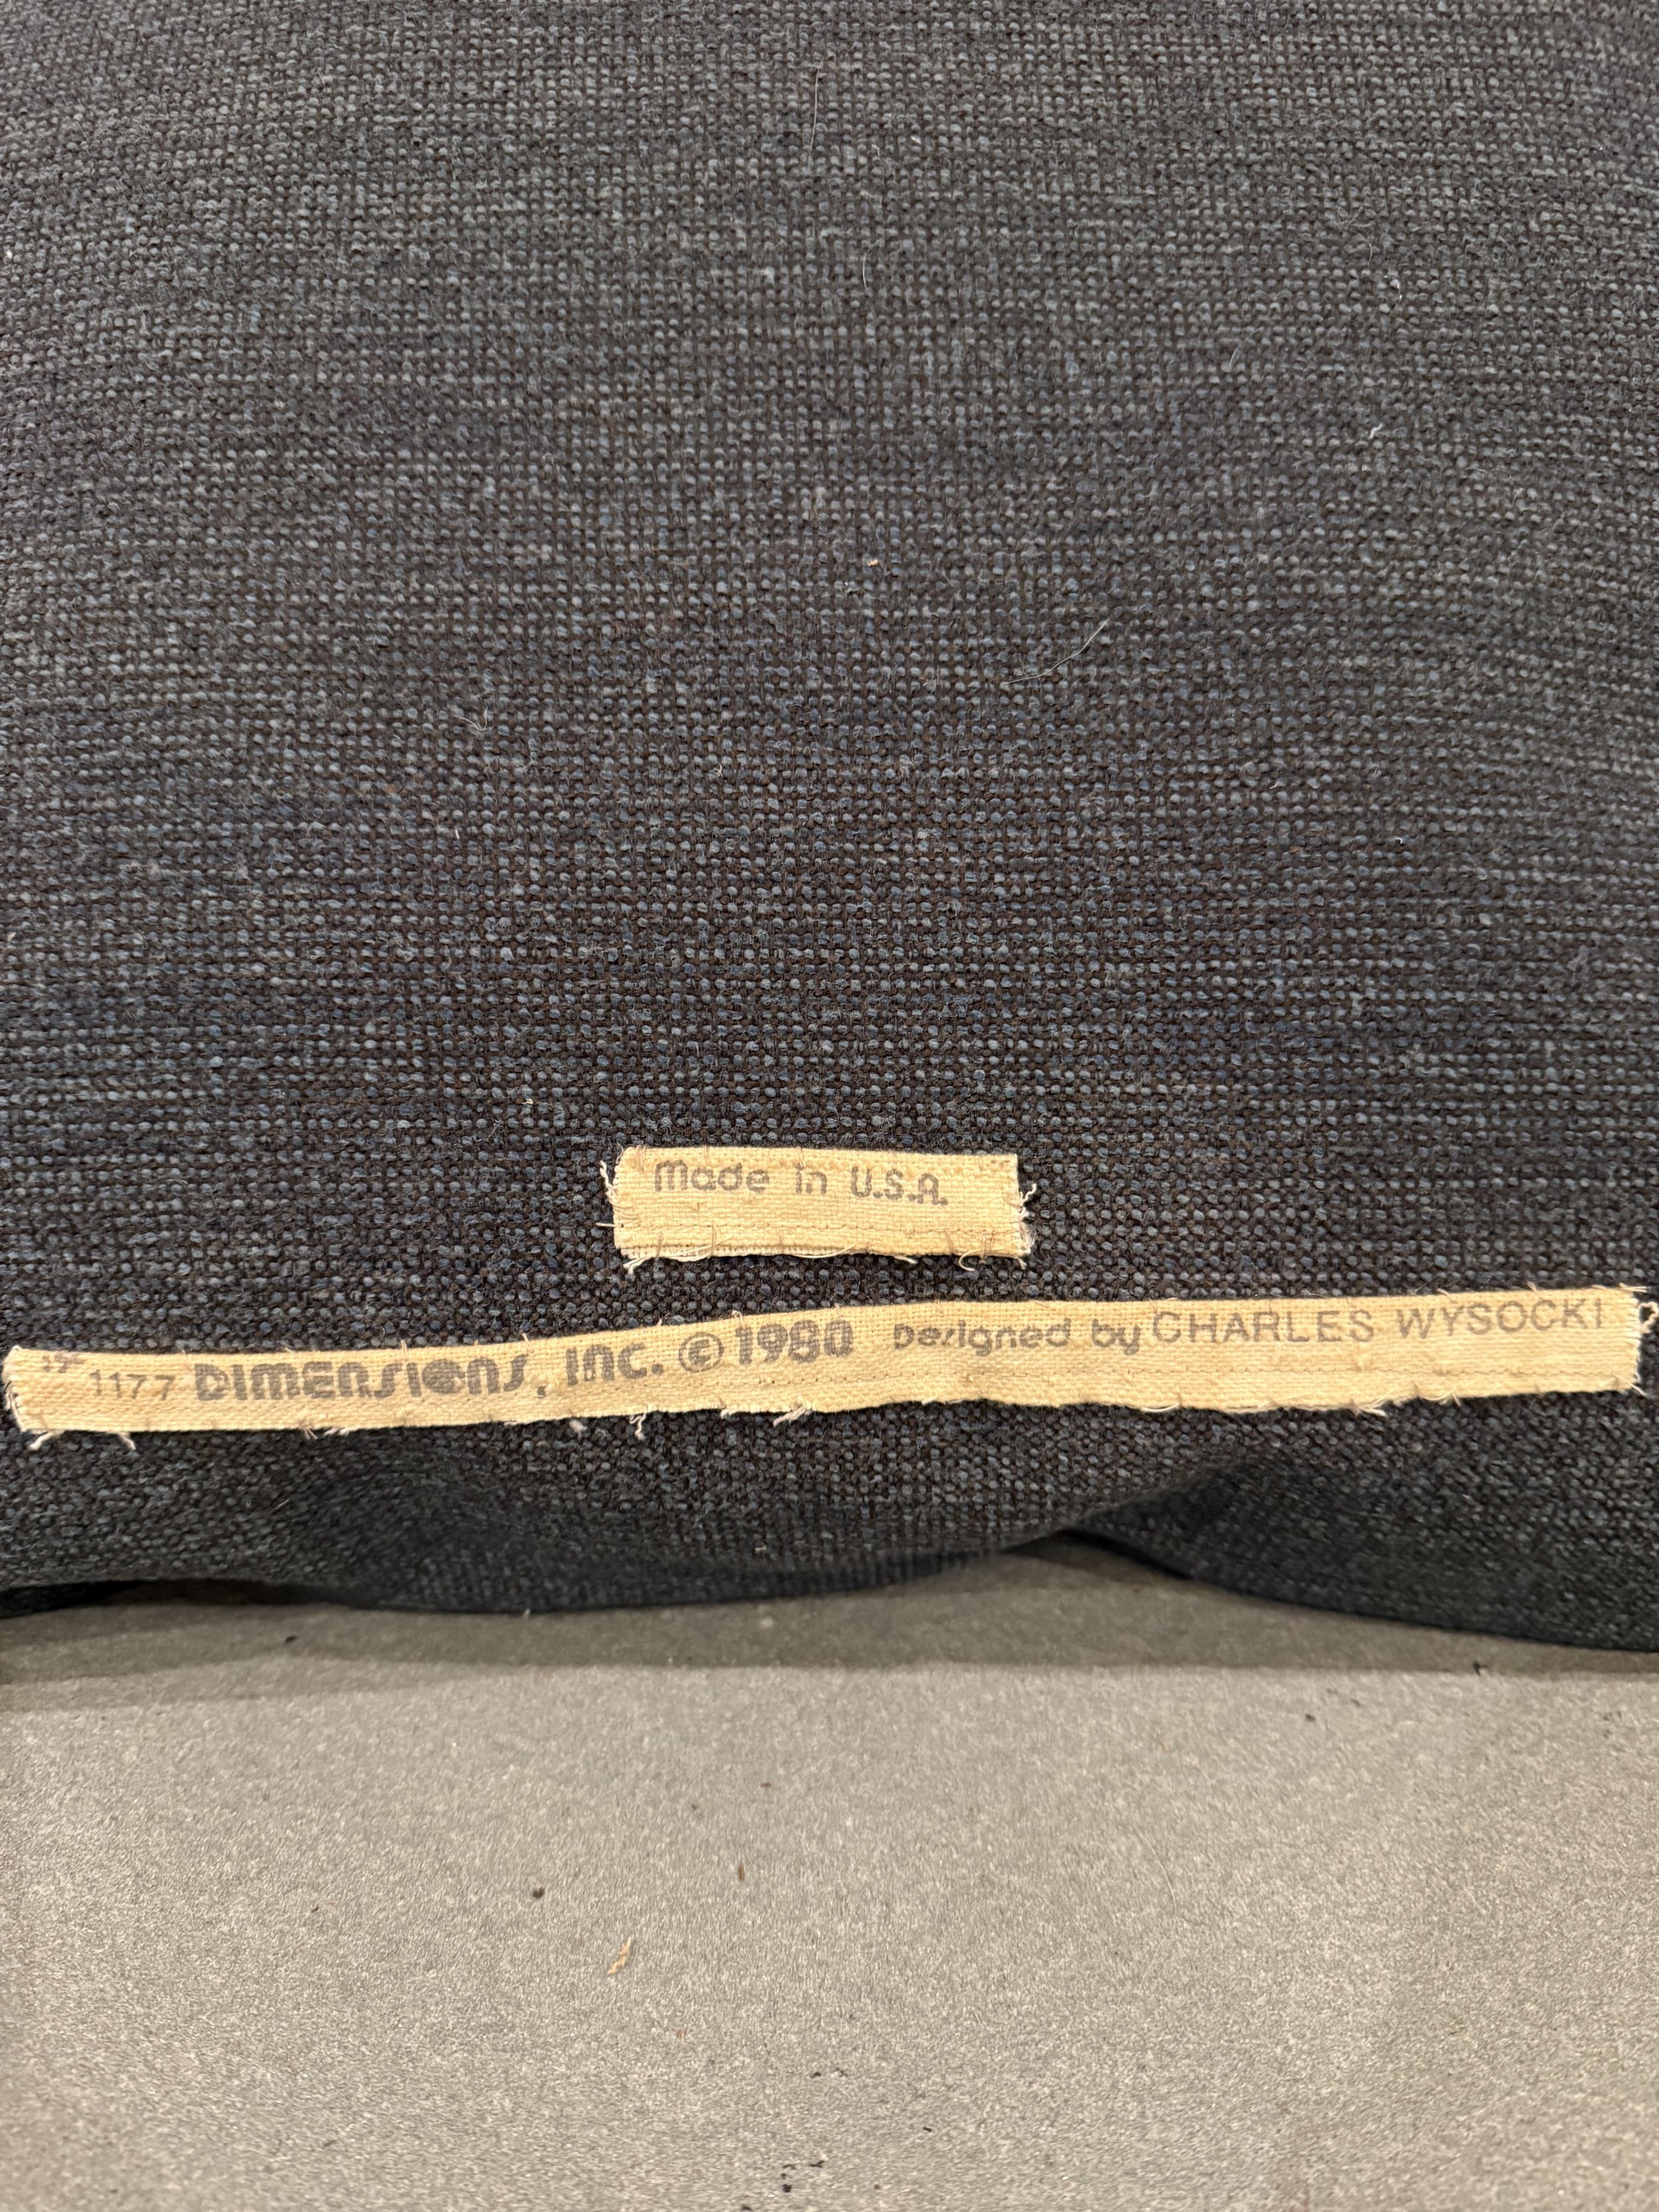 Made in U.S.A.
1177 DIMENSIONS, INC. © 1980 Designed by CHARLES WYSOCKI